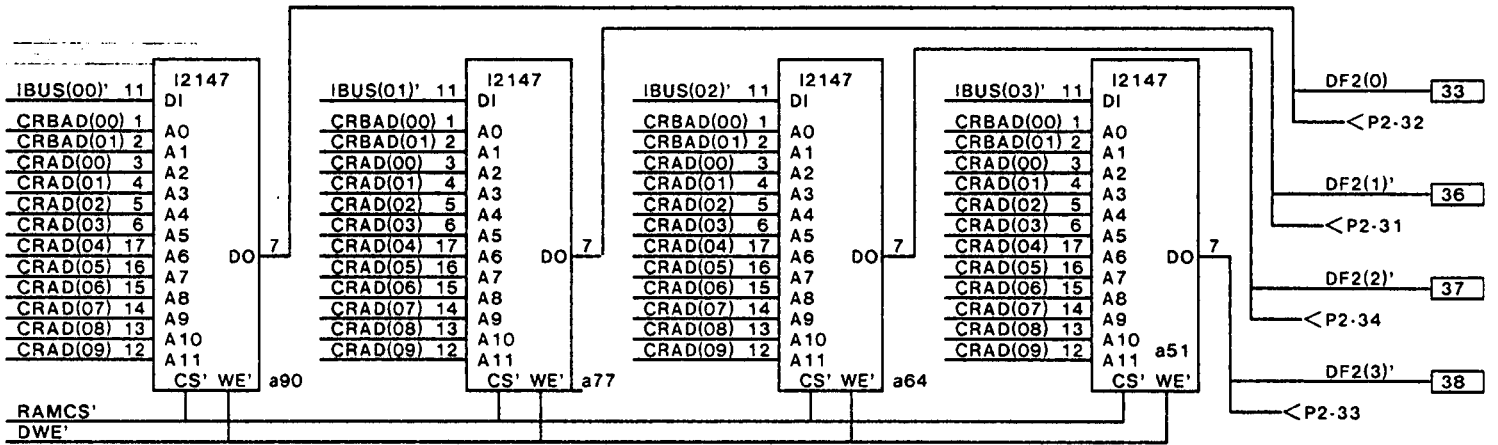 I2147 I2147 I2147 I2147
IBUS(00)' 11 DI IBUS(01)' 11 DI IBUS(02)' 11 DI IBUS(03)' 11 DI
CRBAD(00) 1 A0 CRBAD(00) 1 A0 CRBAD(00) 1 A0 CRBAD(00) 1 A0
CRBAD(01) 2 A1 CRBAD(01) 2 A1 CRBAD(01) 2 A1 CRBAD(01) 2 A1
CRAD(00) 3 A2 CRAD(00) 3 A2 CRAD(00) 3 A2 CRAD(00) 3 A2
CRAD(01) 4 A3 CRAD(01) 4 A3 CRAD(01) 4 A3 CRAD(01) 4 A3
CRAD(02) 5 A4 CRAD(02) 5 A4 CRAD(02) 5 A4 CRAD(02) 5 A4
CRAD(03) 6 A5 CRAD(03) 6 A5 CRAD(03) 6 A5 CRAD(03) 6 A5
CRAD(04) 17 A6 DO 7 CRAD(04) 17 A6 DO 7 CRAD(04) 17 A6 DO 7 CRAD(04) 17 A6 DO 7
CRAD(05) 16 A7 CRAD(05) 16 A7 CRAD(05) 16 A7 CRAD(05) 16 A7
CRAD(06) 15 A8 CRAD(06) 15 A8 CRAD(06) 15 A8 CRAD(06) 15 A8
CRAD(07) 14 A9 CRAD(07) 14 A9 CRAD(07) 14 A9 CRAD(07) 14 A9
CRAD(08) 13 A10 CRAD(08) 13 A10 CRAD(08) 13 A10 CRAD(08) 13 A10
CRAD(09) 12 A11 CRAD(09) 12 A11 CRAD(09) 12 A11 CRAD(09) 12 A11 a51
CS' WE' a90 CS' WE' a77 CS' WE' a64 CS' WE'
RAMCS'
DWE'
DF2(0) 33
P2-32
DF2(1)' 36
P2-31
DF2(2)' 37
P2-34
DF2(3)' 38
P2-33